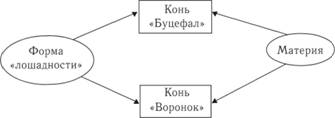 Конь
«Буцефал»
Форма
«лошадности»
Материя
Конь
«Воронок»